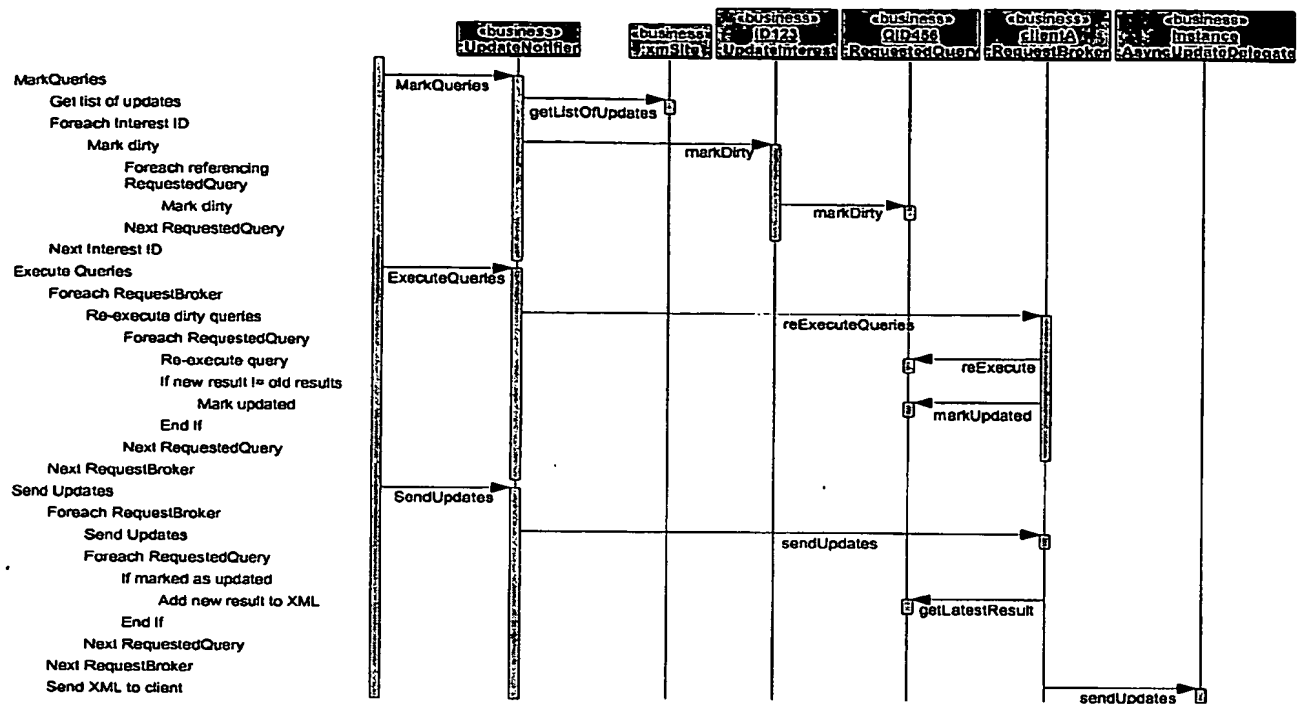 «business»
:UpdateNotifier
«business»
:xmSite1
«business»
ID123
:UpdateInterest
«business»
QID456
:RequestedQuery
«business»
clientA
:RequestBroker
«business»
Instance
:AsyncUpdateDelegate
MarkQueries
MarkQueries
Get list of updates
getListOfUpdates
Foreach Interest ID
Mark dirty
markDirty
Foreach referencing
RequestedQuery
Mark dirty
markDirty
Next RequestedQuery
Next Interest ID
Execute Queries
ExecuteQueries
Foreach RequestBroker
Re-execute dirty queries
reExecuteQueries
Foreach RequestedQuery
Re-execute query
reExecute
If new result != old results
Mark updated
markUpdated
End If
Next RequestedQuery
Next RequestBroker
Send Updates
SendUpdates
Foreach RequestBroker
Send Updates
sendUpdates
Foreach RequestedQuery
If marked as updated
Add new result to XML
getLatestResult
End If
Next RequestedQuery
Next RequestBroker
Send XML to client
sendUpdates